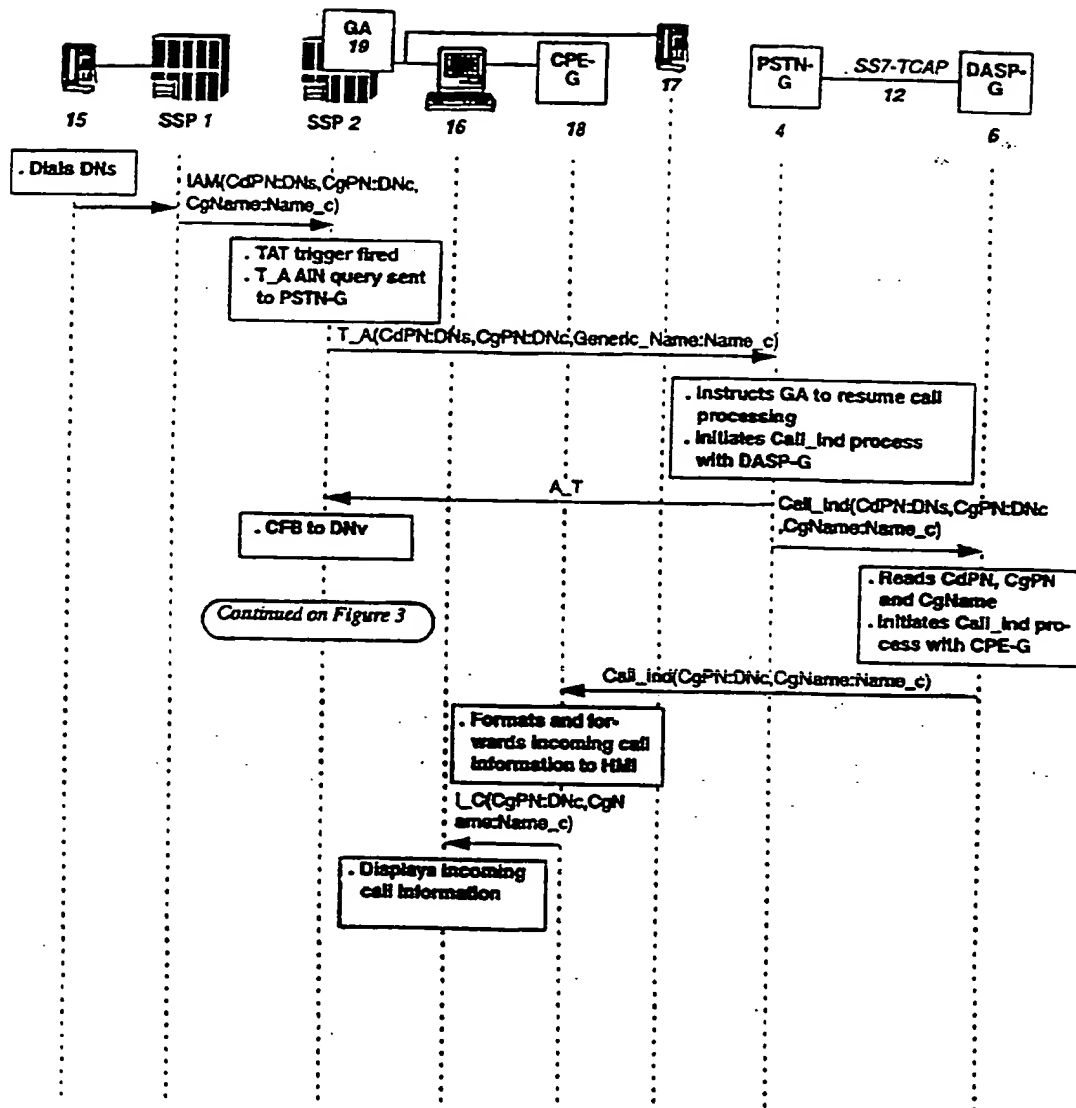 GA
19
CPE-
G
PSTN-
G
SS7-TCAP
12
DASP-
G
15
SSP 1
SSP 2
16
18
17
4
6
. Dials DNs
IAM(CdPN:DNs,CgPN:DNc,
CgName:Name_c)
. TAT trigger fired
. T_A AIN query sent
to PSTN-G
T_A(CdPN:DNs,CgPN:DNc,Generic_Name:Name_c)
. Instructs GA to resume call
processing
. Initiates Call_Ind process
with DASP-G
A_T
. CFB to DNv
Call_Ind(CdPN:DNs,CgPN:DNc
,CgName:Name_c)
. Reads CdPN, CgPN
and CgName
. Initiates Call_Ind pro-
cess with CPE-G
Continued on Figure 3
Call_Ind(CgPN:DNc,CgName:Name_c)
. Formats and for-
wards incoming call
information to HMI
I_C(CgPN:DNc,CgN
ame:Name_c)
. Displays incoming
call information